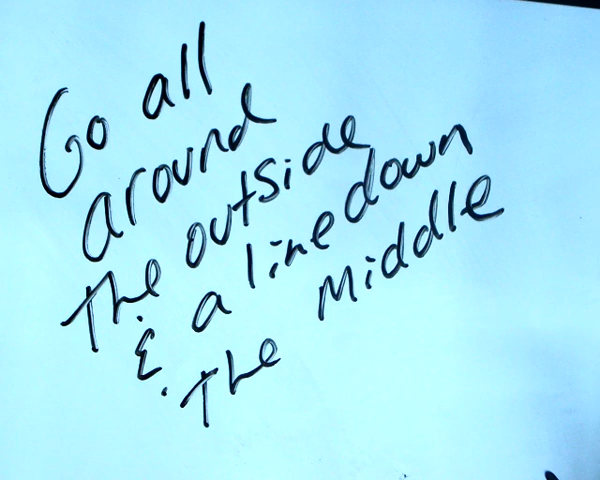 Go all
around
the outside
& a line down
The Middle